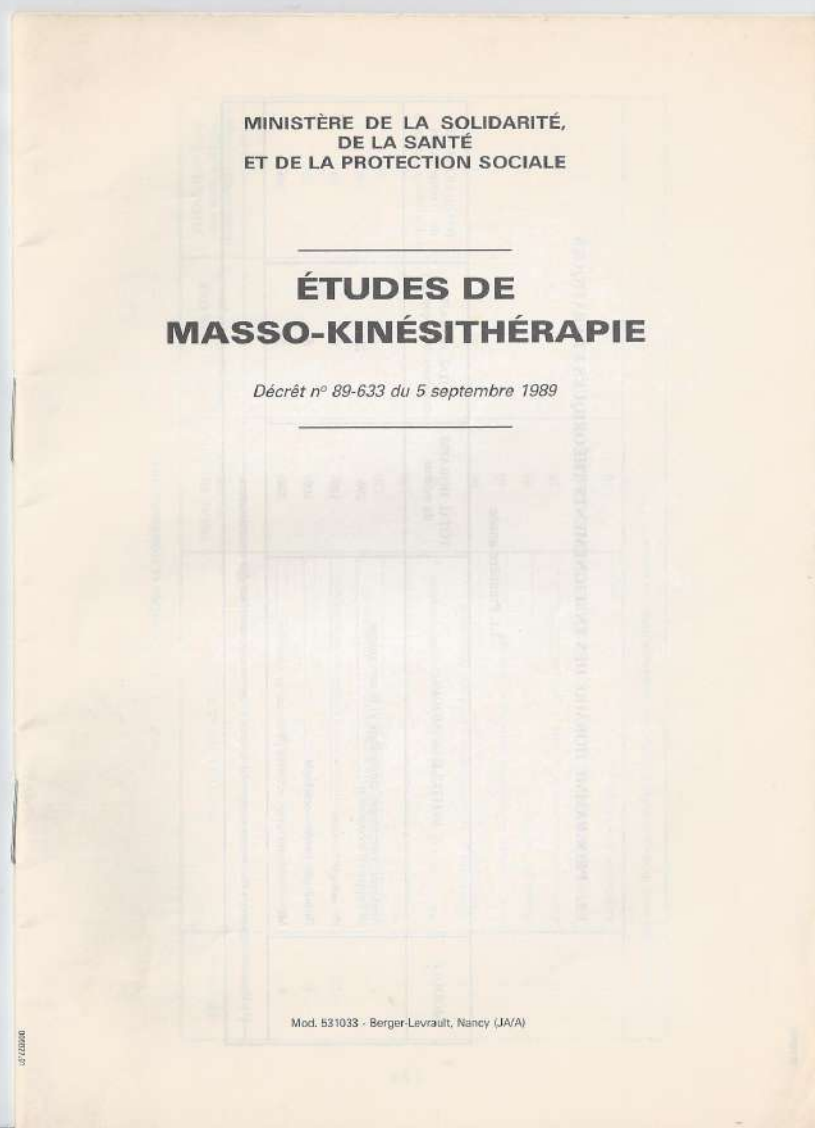 MINISTÈRE DE LA SOLIDARITÉ,
DE LA SANTÉ
ET DE LA PROTECTION SOCIALE
ÉTUDES DE
MASSO-KINÉSITHÉRAPIE
Décrêt nº 89-633 du 5 septembre 1989
Mod. 531033 - Berger-Levrault, Nancy (JA/A)